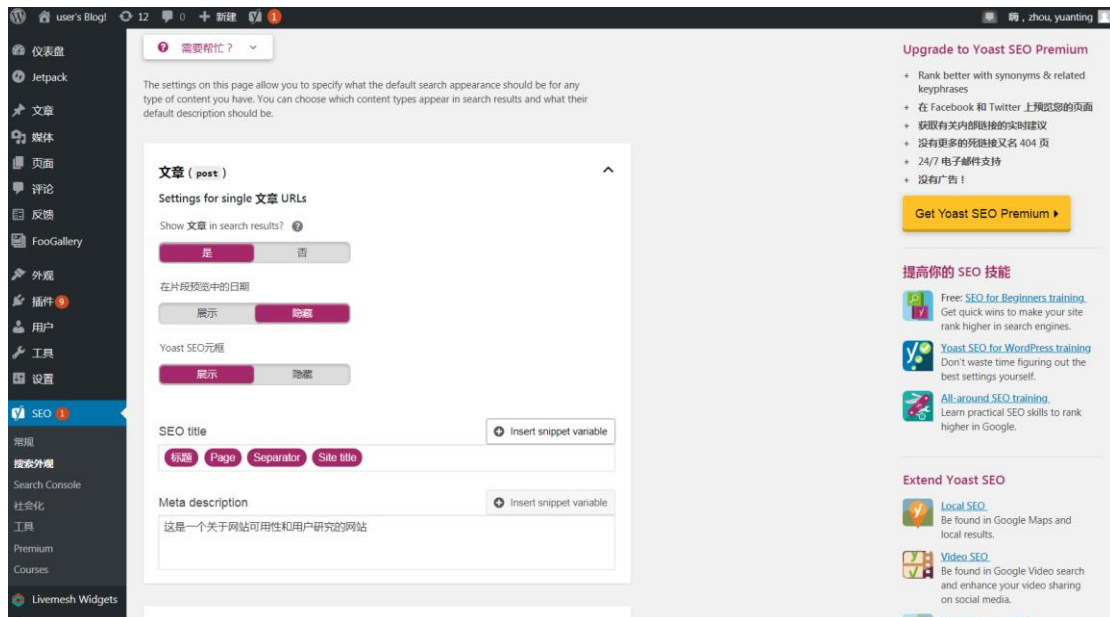 user's Blog!
12
0
新建
1
嗨，zhou, yuanting
仪表盘
Jetpack
文章
媒体
页面
评论
反馈
FooGallery
外观
插件 9
用户
工具
设置
SEO 1
常规
搜索外观
Search Console
社会化
工具
Premium
Courses
Livemesh Widgets
需要帮忙？
The settings on this page allow you to specify what the default search appearance should be for any
type of content you have. You can choose which content types appear in search results and what their
default description should be.
文章 ( post )
Settings for single 文章 URLs
Show 文章 in search results?
是 否
在片段预览中的日期
展示 隐藏
Yoast SEO元框
展示 隐藏
SEO title
Insert snippet variable
标题 Page Separator Site title
Meta description
Insert snippet variable
这是一个关于网站可用性和用户研究的网站
Upgrade to Yoast SEO Premium
+ Rank better with synonyms & related
keyphrases
+ 在 Facebook 和 Twitter 上预览您的页面
+ 获取有关内部链接的实时建议
+ 没有更多的死链接又名 404 页
+ 24/7 电子邮件支持
+ 没有广告！
Get Yoast SEO Premium
提高你的 SEO 技能
Free: SEO for Beginners training
Get quick wins to make your site
rank higher in search engines.
Yoast SEO for WordPress training
Don't waste time figuring out the
best settings yourself.
All-around SEO training
Learn practical SEO skills to rank
higher in Google.
Extend Yoast SEO
Local SEO
Be found in Google Maps and
local results.
Video SEO
Be found in Google Video search
and enhance your video sharing
on social media.